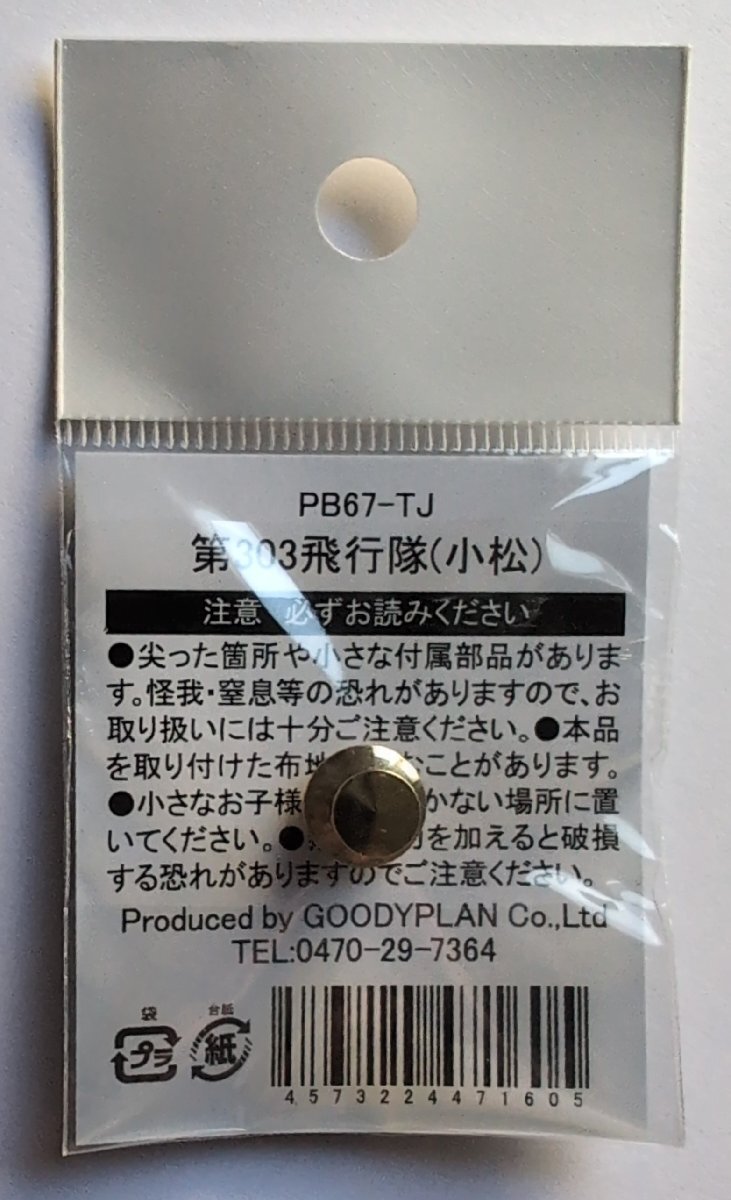 PB67-TJ
第303飛行隊(小松)
注意 必ずお読みください
●尖った箇所や小さな付属部品がありま
す。怪我・窒息等の恐れがありますので、お
取り扱いには十分ご注意ください。●本品
を取り付けた布地 ことがあります。
●小さなお子様 かない場所に置
いてください。● を加えると破損
する恐れがありますのでご注意ください。
Produced by GOODYPLAN Co.,Ltd
TEL:0470-29-7364
袋 台紙
プラ 紙
4573224471605